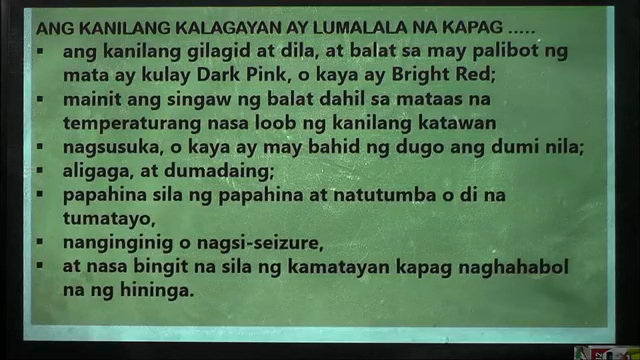 ANG KANILANG KALAGAYAN AY LUMALALA NA KAPAG .....
▪ ang kanilang gilagid at dila, at balat sa may palibot ng
mata ay kulay Dark Pink, o kaya ay Bright Red;
▪ mainit ang singaw ng balat dahil sa mataas na
temperaturang nasa loob ng kanilang katawan
▪ nagsusuka, o kaya ay may bahid ng dugo ang dumi nila;
▪ aligaga, at dumadaing;
▪ papahina sila ng papahina at natutumba o di na
tumatayo,
▪ nanginginig o nagsi-seizure,
▪ at nasa bingit na sila ng kamatayan kapag naghahabol
na ng hininga.